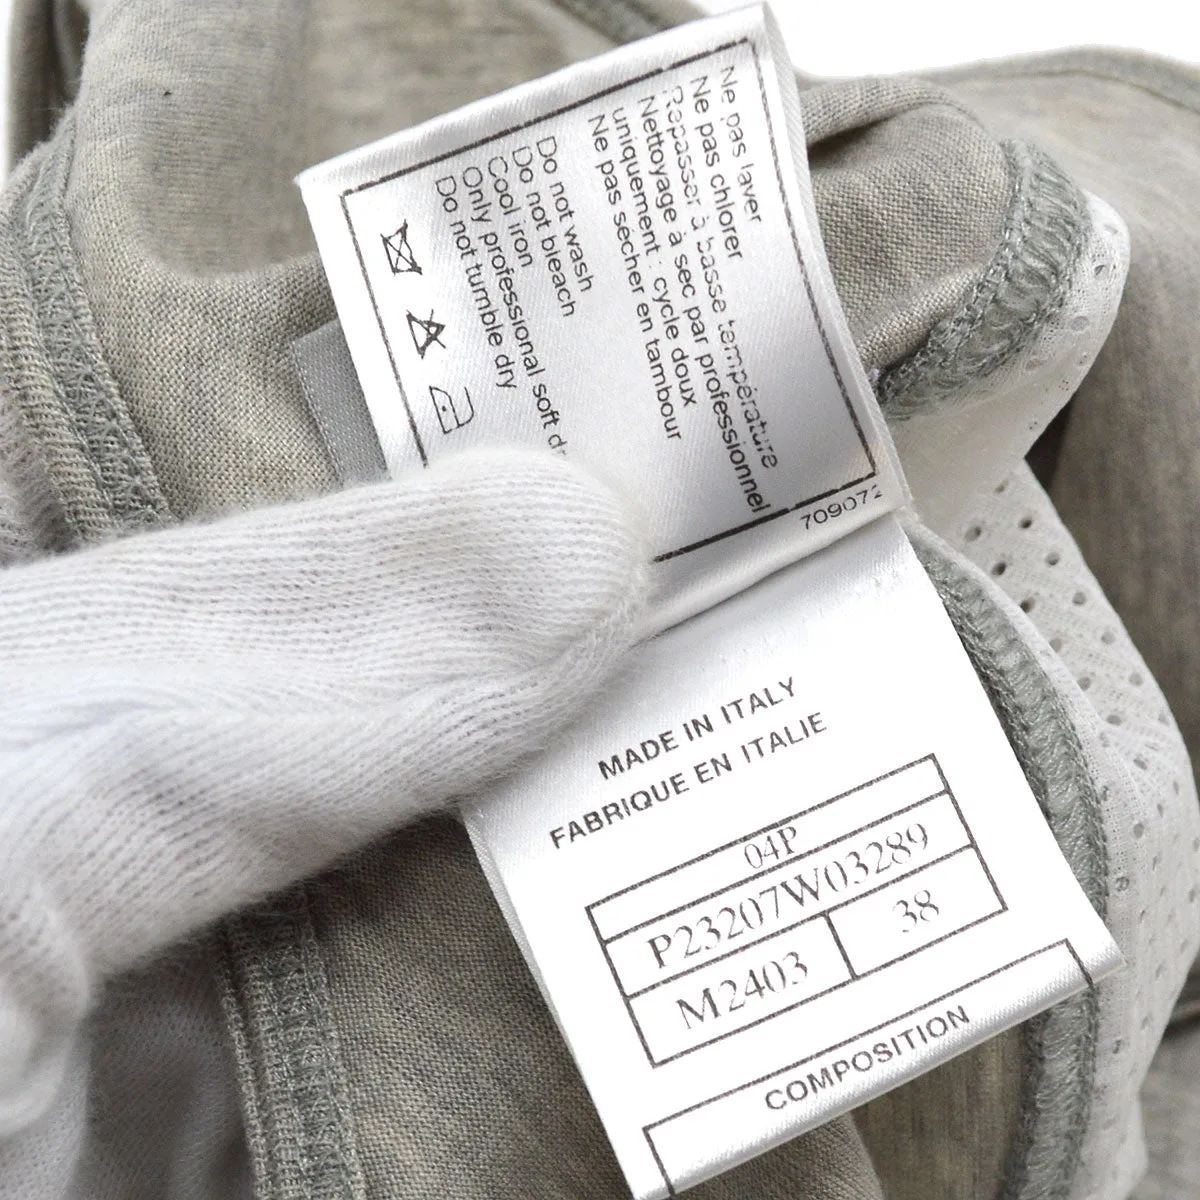 Ne pas laver
Ne pas chlorer
Repasser à basse température
Nettoyage à sec par professionnel
uniquement : cycle doux
Ne pas sécher en tambour
Do not wash
Do not bleach
Cool iron
Only professional soft
Do not tumble dry
709072
MADE IN ITALY
FABRIQUE EN ITALIE
04P
P23207W03289
M2403 38
COMPOSITION